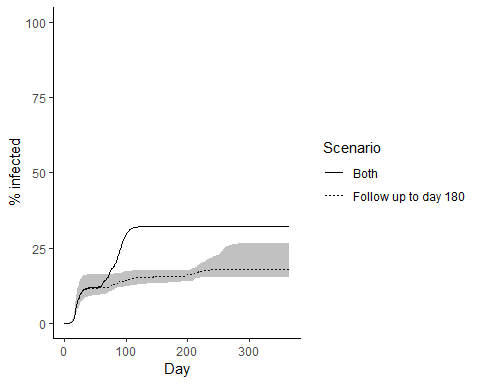 100
75
50
25
0
% infected
0 100 200 300
Day
Scenario
Both
Follow up to day 180